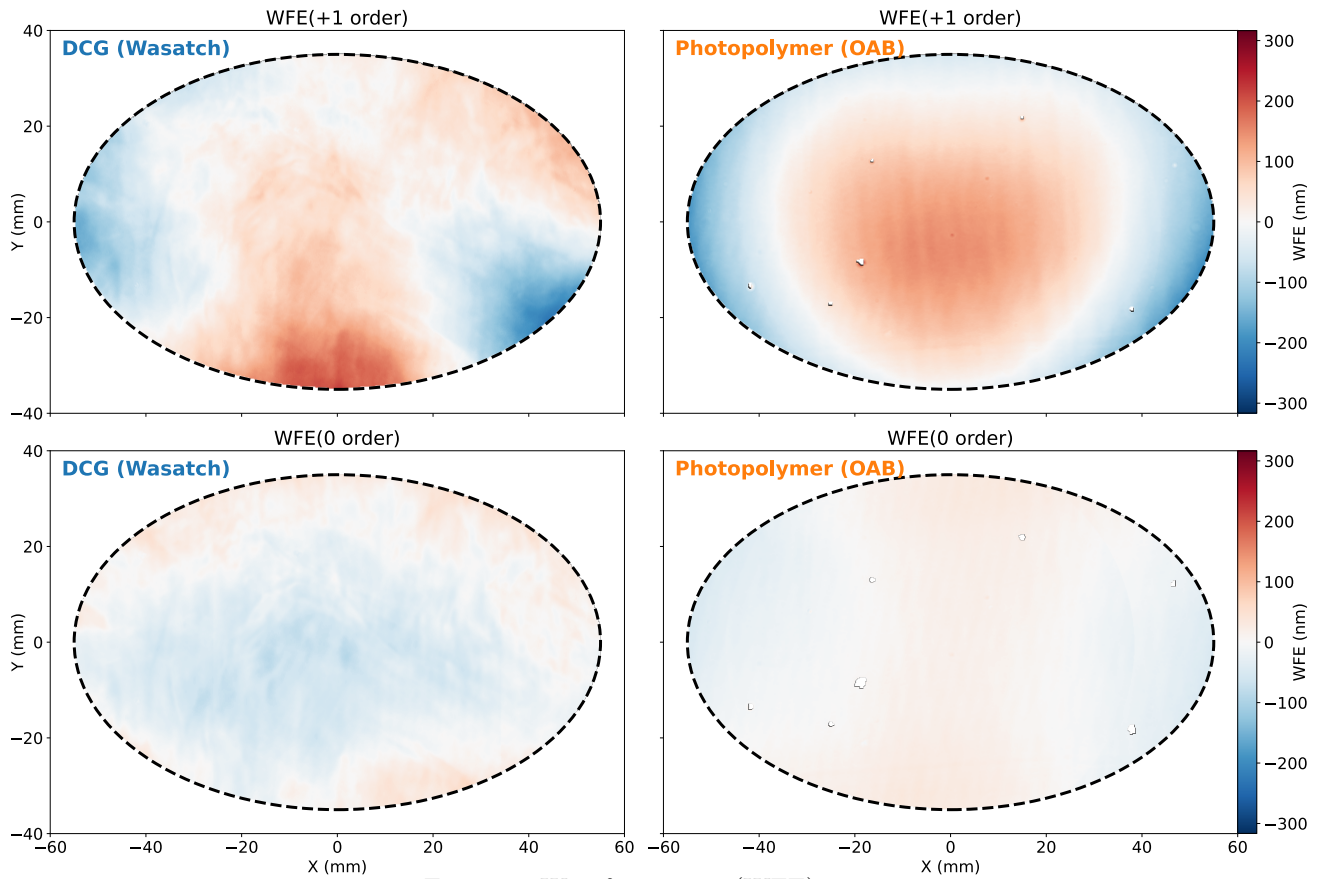 WFE(+1 order)
WFE(+1 order)
DCG (Wasatch)
Photopolymer (OAB)
40
20
0
−20
−40
Y (mm)
300
200
100
0
−100
−200
−300
WFE (nm)
WFE(0 order)
WFE(0 order)
DCG (Wasatch)
Photopolymer (OAB)
40
20
0
−20
−40
Y (mm)
300
200
100
0
−100
−200
−300
WFE (nm)
−60 −40 −20 0 20 40 60
−40 −20 0 20 40 60
X (mm)
X (mm)